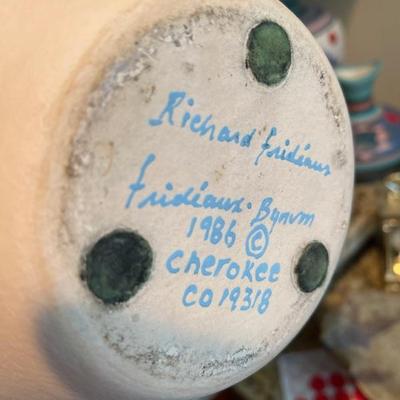 Richard fridéaux
fridéaux · Bynum
1986 ©
Cherokee
CO 19318